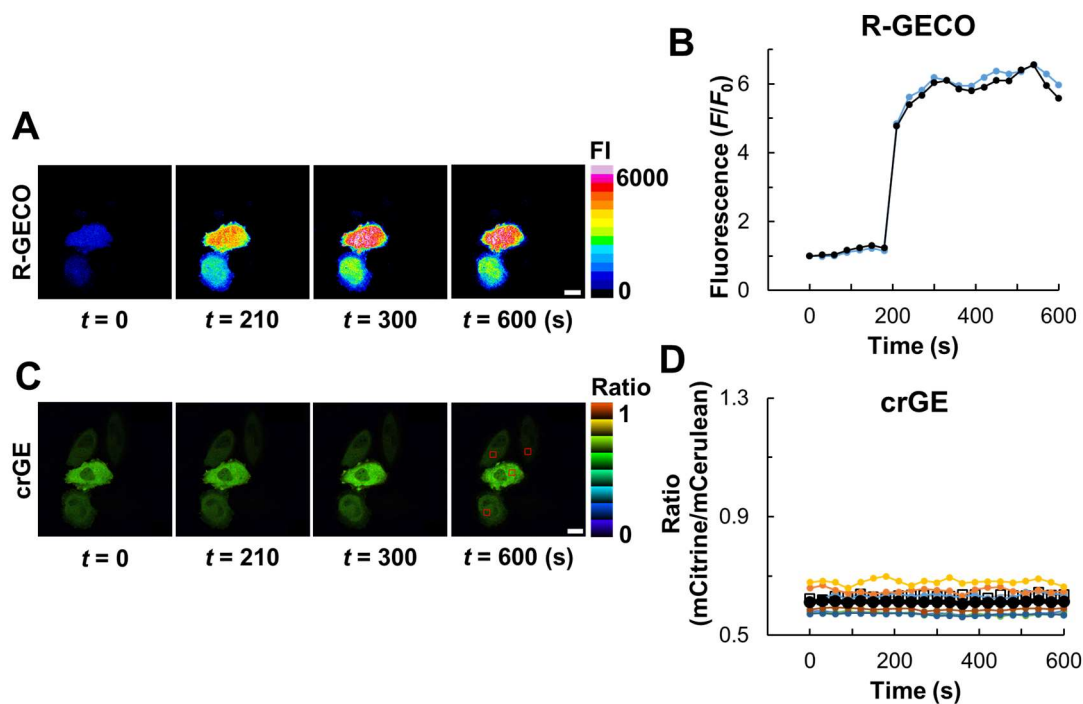 A
R-GECO
FI
6000
0
t = 0
t = 210
t = 300
t = 600 (s)
B
R-GECO
Fluorescence (F/F0)
6
4
2
0
0
200
400
600
Time (s)
C
crGE
Ratio
1
0
t = 0
t = 210
t = 300
t = 600 (s)
D
crGE
Ratio
(mCitrine/mCerulean)
1.3
0.9
0.5
0
200
400
600
Time (s)